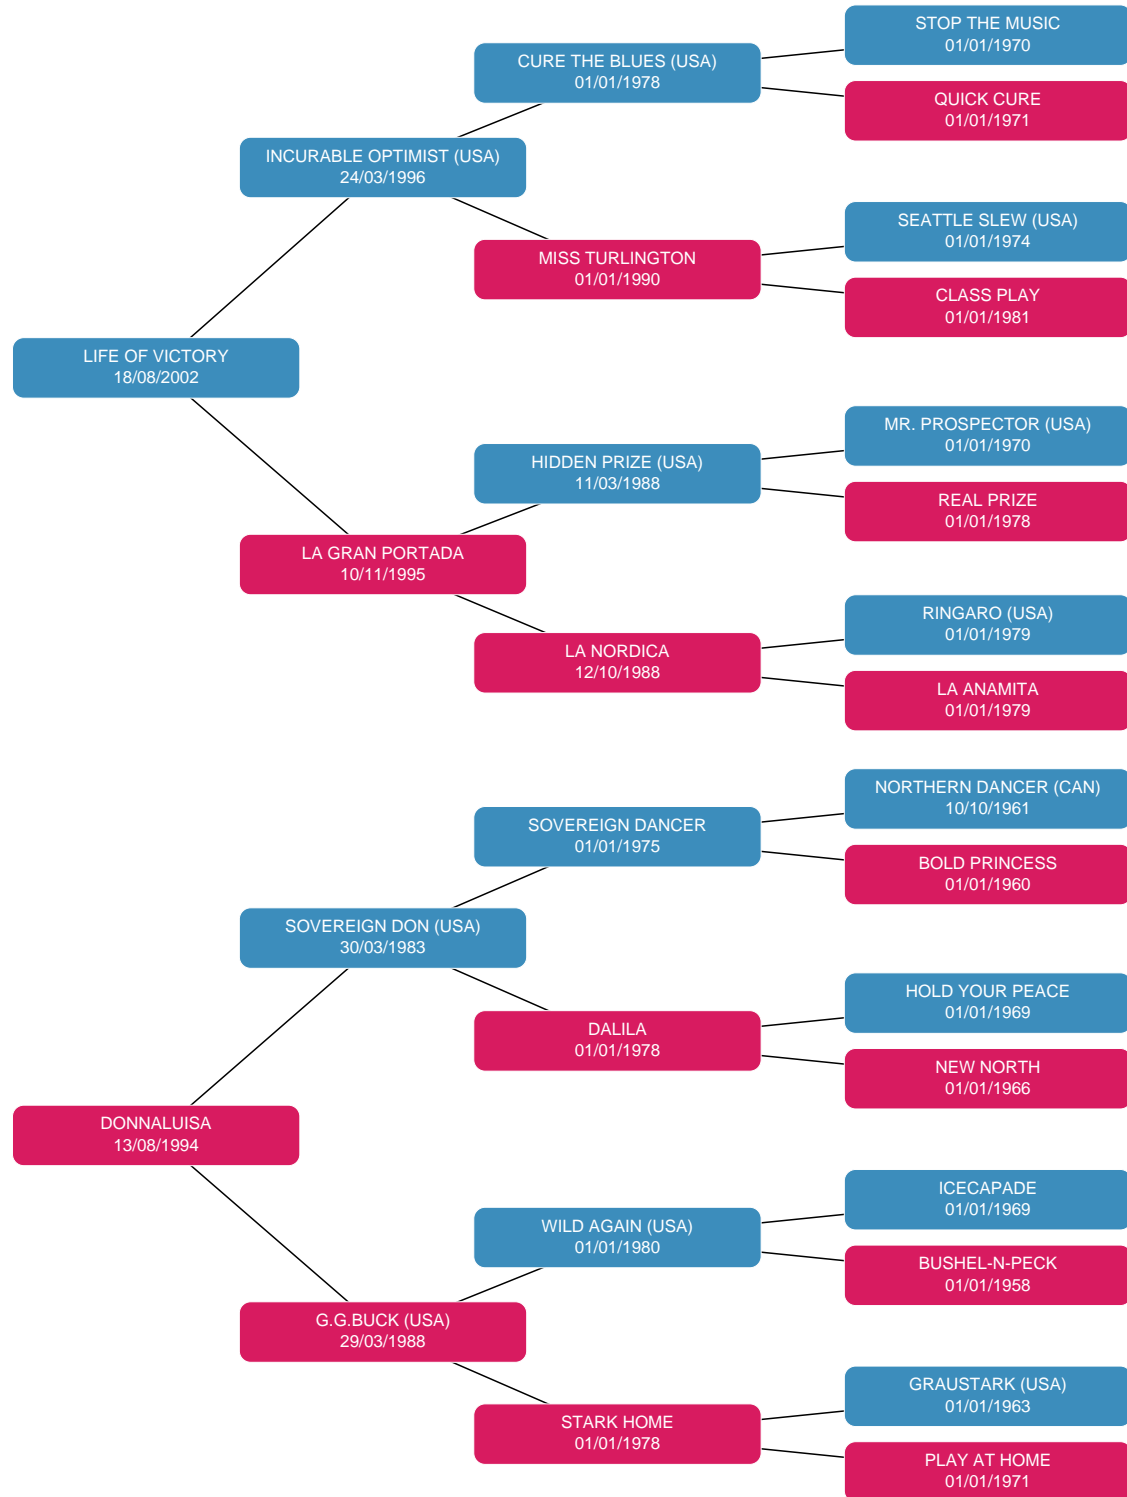 STOP THE MUSIC
01/01/1970
CURE THE BLUES (USA)
01/01/1978
QUICK CURE
01/01/1971
INCURABLE OPTIMIST (USA)
24/03/1996
SEATTLE SLEW (USA)
01/01/1974
MISS TURLINGTON
01/01/1990
CLASS PLAY
01/01/1981
LIFE OF VICTORY
18/08/2002
MR. PROSPECTOR (USA)
01/01/1970
HIDDEN PRIZE (USA)
11/03/1988
REAL PRIZE
01/01/1978
LA GRAN PORTADA
10/11/1995
RINGARO (USA)
01/01/1979
LA NORDICA
12/10/1988
LA ANAMITA
01/01/1979
NORTHERN DANCER (CAN)
10/10/1961
SOVEREIGN DANCER
01/01/1975
BOLD PRINCESS
01/01/1960
SOVEREIGN DON (USA)
30/03/1983
HOLD YOUR PEACE
01/01/1969
DALILA
01/01/1978
NEW NORTH
01/01/1966
DONNALUISA
13/08/1994
ICECAPADE
01/01/1969
WILD AGAIN (USA)
01/01/1980
BUSHEL-N-PECK
01/01/1958
G.G.BUCK (USA)
29/03/1988
GRAUSTARK (USA)
01/01/1963
STARK HOME
01/01/1978
PLAY AT HOME
01/01/1971